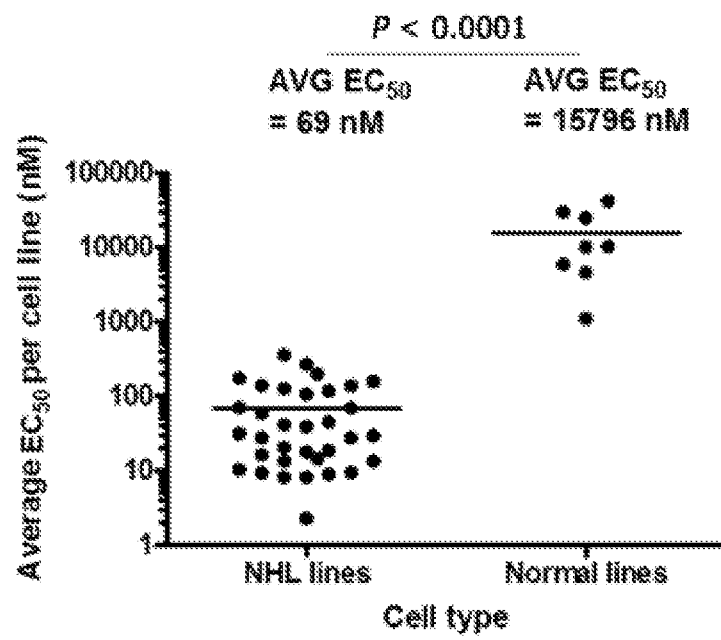 P < 0.0001
AVG EC50
= 69 nM
AVG EC50
= 15796 nM
Average EC50 per cell line (nM)
100000
10000
1000
100
10
1
NHL lines
Normal lines
Cell type